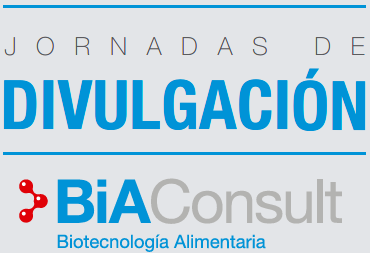 JORNADAS DE
DIVULGACIÓN
BiAConsult
Biotecnología Alimentaria